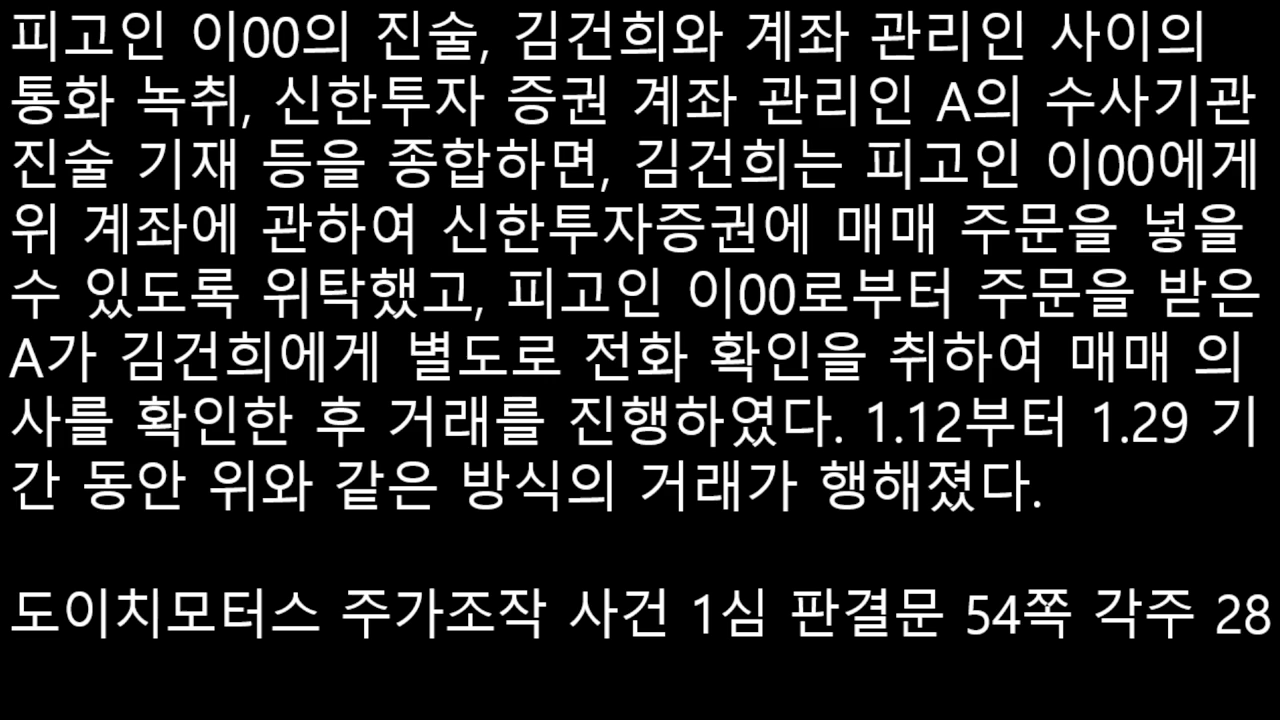 피고인 이00의 진술, 김건희와 계좌 관리인 사이의
통화 녹취, 신한투자 증권 계좌 관리인 A의 수사기관
진술 기재 등을 종합하면, 김건희는 피고인 이00에게
위 계좌에 관하여 신한투자증권에 매매 주문을 넣을
수 있도록 위탁했고, 피고인 이00로부터 주문을 받은
A가 김건희에게 별도로 전화 확인을 취하여 매매 의
사를 확인한 후 거래를 진행하였다. 1.12부터 1.29 기
간 동안 위와 같은 방식의 거래가 행해졌다.
도이치모터스 주가조작 사건 1심 판결문 54쪽 각주 28